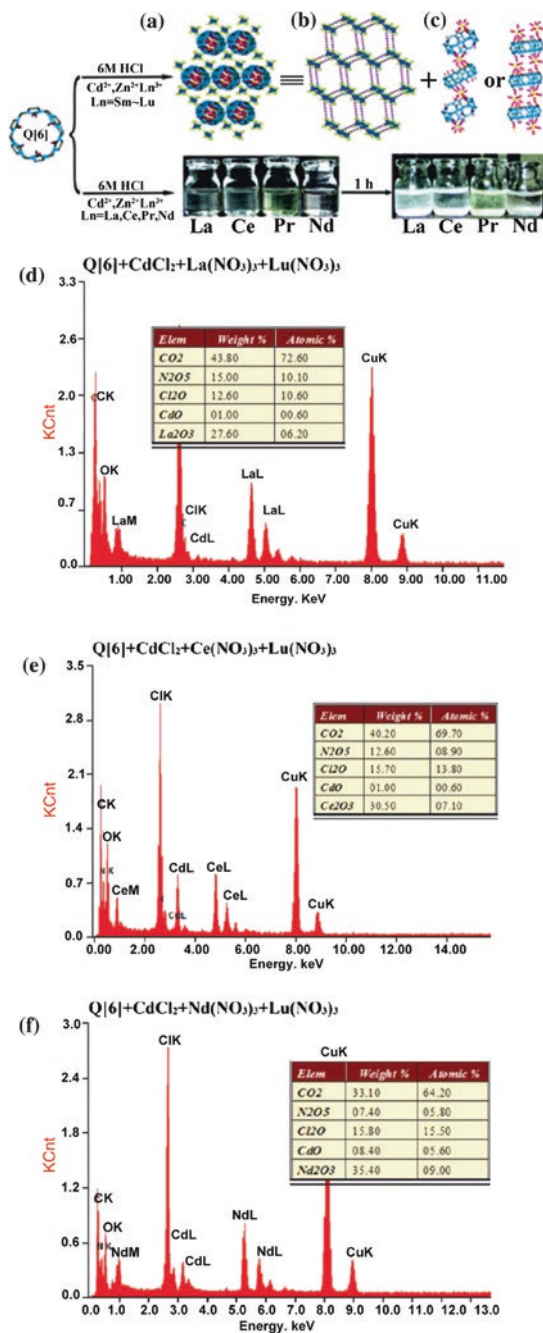 (a) (b) (c)
6M HCl
Cd²⁺,Zn²⁺Ln³⁺
Ln=Sm~Lu
Q[6]
≡ + or
6M HCl
Cd²⁺,Zn²⁺Ln³⁺
Ln=La,Ce,Pr,Nd
1 h
La Ce Pr Nd
La Ce Pr Nd
(d)
Q[6]+CdCl₂+La(NO₃)₃+Lu(NO₃)₃
KCnt
3.3
2.6
2.0
1.3
0.7
0.0
Elem Weight % Atomic %
CO2 43.80 72.60
N2O5 15.00 10.10
Cl2O 12.60 10.60
CdO 01.00 00.60
La2O3 27.60 06.20
CK
OK
LaM
ClK
CdL
LaL
LaL
CuK
CuK
1.00 2.00 3.00 4.00 5.00 6.00 7.00 8.00 9.00 10.00 11.00
Energy. KeV
(e)
Q[6]+CdCl₂+Ce(NO₃)₃+Lu(NO₃)₃
KCnt
3.5
2.8
2.1
1.4
0.7
0.0
Elem Weight % Atomic %
CO2 40.20 69.70
N2O5 12.60 08.90
Cl2O 15.70 13.80
CdO 01.00 00.60
Ce2O3 30.50 07.10
CK
N K
OK
CeM
ClK
CdL
CeL
CeL
CuK
CuK
0.00 2.00 4.00 6.00 8.00 10.00 12.00 14.00
Energy. keV
(f)
Q[6]+CdCl₂+Nd(NO₃)₃+Lu(NO₃)₃
KCnt
3.0
2.4
1.8
1.2
0.6
0.0
Elem Weight % Atomic %
CO2 33.10 64.20
N2O5 07.40 05.80
Cl2O 15.80 15.50
CdO 08.40 05.60
Nd2O3 35.40 09.00
CK
N K
OK
NdM
ClK
CdL
CdL
NdL
NdL
CuK
CuK
0.0 1.0 2.0 3.0 4.0 5.0 6.0 7.0 8.0 9.0 10.0 11.0 12.0 13.0
Energy. keV